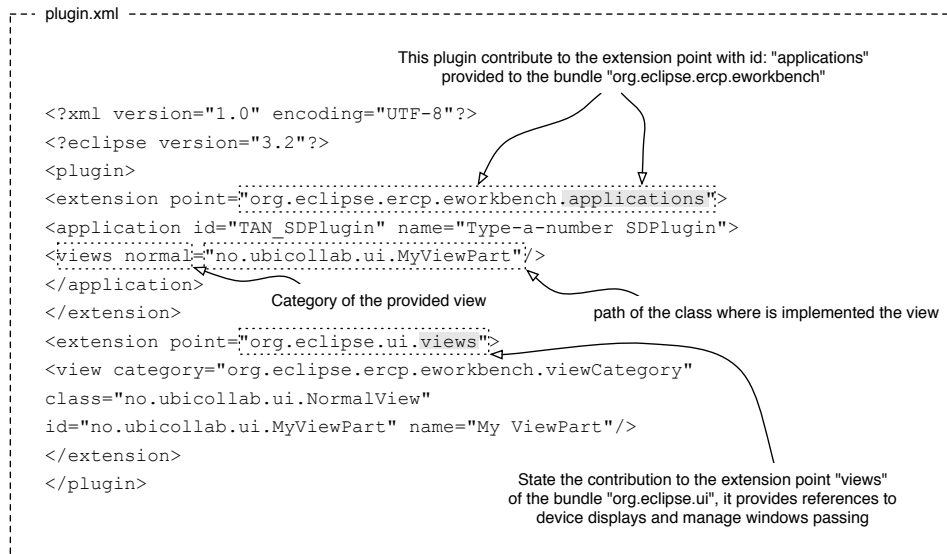 plugin.xml
This plugin contribute to the extension point with id: "applications"
provided to the bundle "org.eclipse.ercp.eworkbench"
<?xml version="1.0" encoding="UTF-8"?>
<?eclipse version="3.2"?>
<plugin>
<extension point="org.eclipse.ercp.eworkbench.applications">
<application id="TAN_SDPlugin" name="Type-a-number SDPlugin">
<views normal="no.ubicollab.ui.MyViewPart"/>
</application>
Category of the provided view
path of the class where is implemented the view
</extension>
<extension point="org.eclipse.ui.views">
<view category="org.eclipse.ercp.eworkbench.viewCategory"
class="no.ubicollab.ui.NormalView"
id="no.ubicollab.ui.MyViewPart" name="My ViewPart"/>
</extension>
</plugin>
State the contribution to the extension point "views"
of the bundle "org.eclipse.ui", it provides references to
device displays and manage windows passing